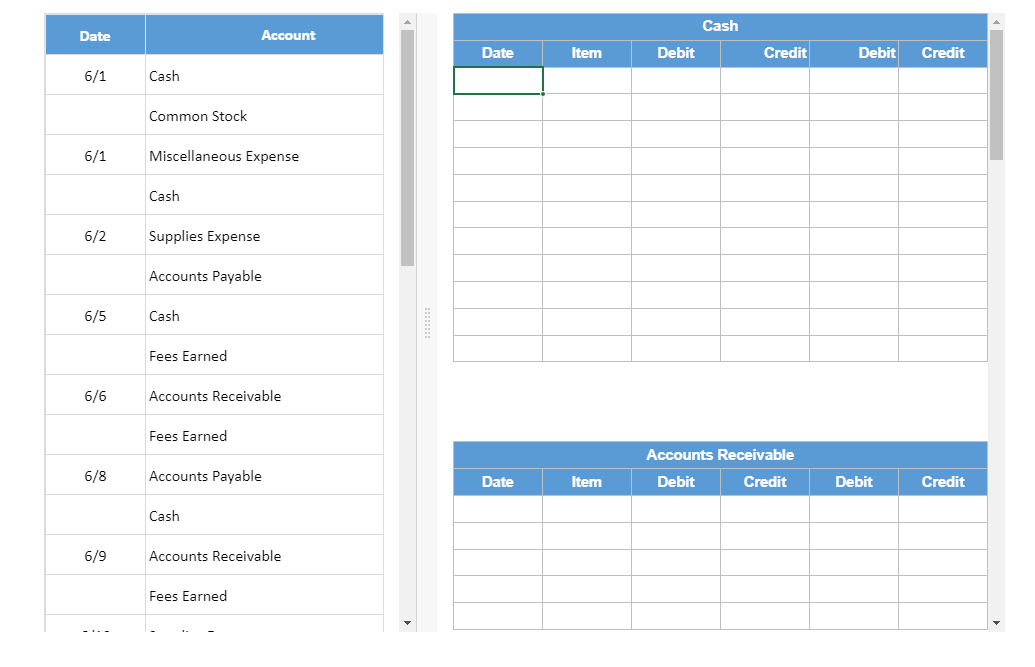 Date Account
6/1 Cash
Common Stock
6/1 Miscellaneous Expense
Cash
6/2 Supplies Expense
Accounts Payable
6/5 Cash
Fees Earned
6/6 Accounts Receivable
Fees Earned
6/8 Accounts Payable
Cash
6/9 Accounts Receivable
Fees Earned
Cash
Date Item Debit Credit Debit Credit
Accounts Receivable
Date Item Debit Credit Debit Credit